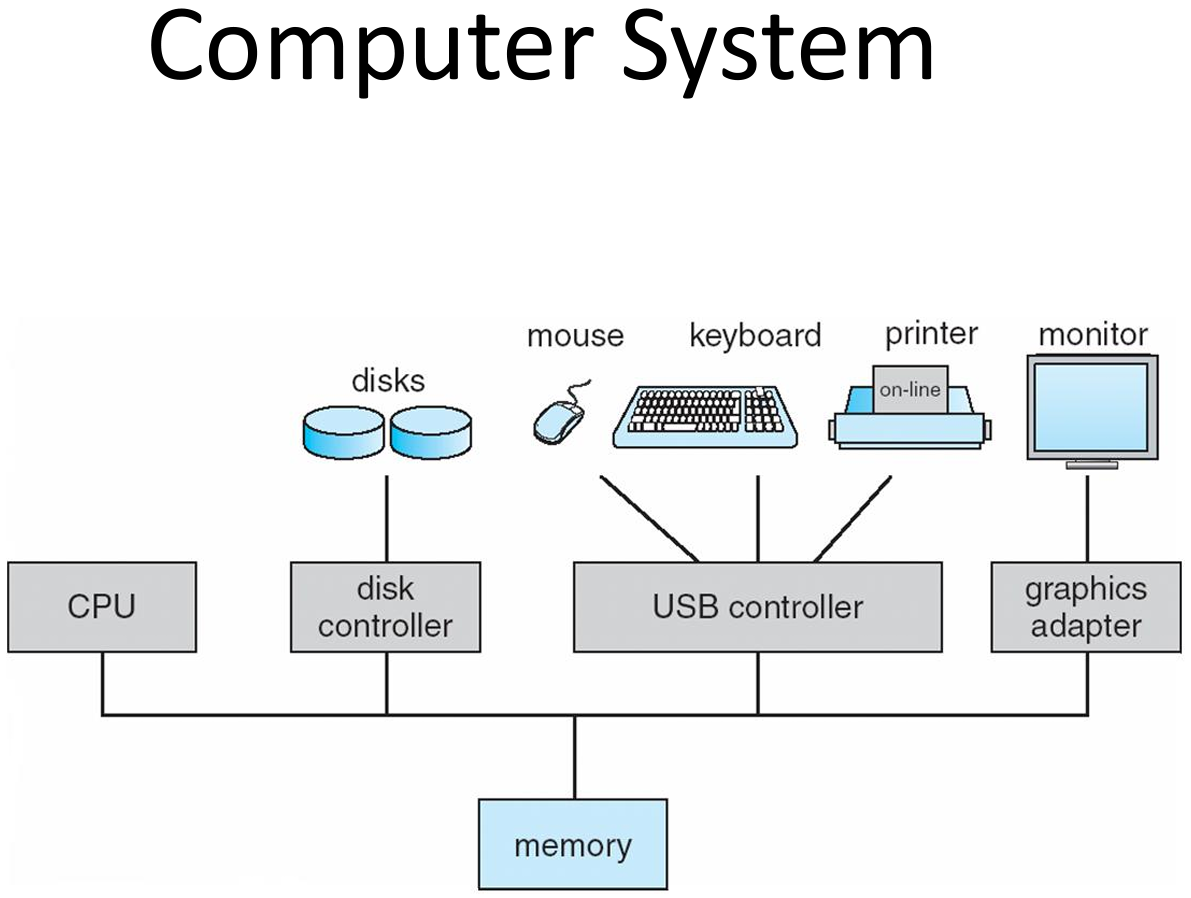 Computer System
mouse
keyboard
printer
monitor
disks
on-line
CPU
disk
controller
USB controller
graphics
adapter
memory